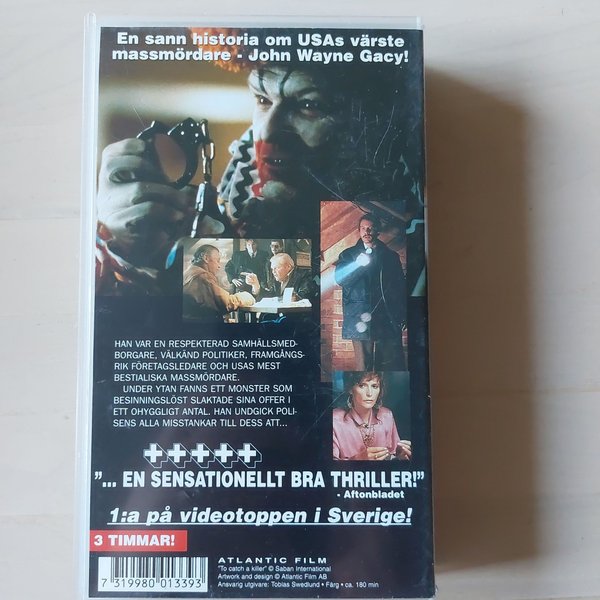 En sann historia om USAs värste
massmördare - John Wayne Gacy!
HAN VAR EN RESPEKTERAD SAMHÄLLSMED-
BORGARE, VÄLKÄND POLITIKER, FRAMGÅNGS-
RIK FÖRETAGSLEDARE OCH USAS MEST
BESTIALISKA MASSMÖRDARE.
UNDER YTAN FANNS ETT MONSTER SOM
BESINNINGSLÖST SLAKTADE SINA OFFER I
ETT OHYGGLIGT ANTAL. HAN UNDGICK POLI-
SENS ALLA MISSTANKAR TILL DESS ATT...
"... EN SENSATIONELLT BRA THRILLER!"
- Aftonbladet
1:a på videotoppen i Sverige!
3 TIMMAR!
ATLANTIC FILM
"To catch a killer" © Saban International
Artwork and design © Atlantic Film AB
Ansvarig utgivare: Tobias Swedlund • Färg • ca. 180 min
7 319980 013393